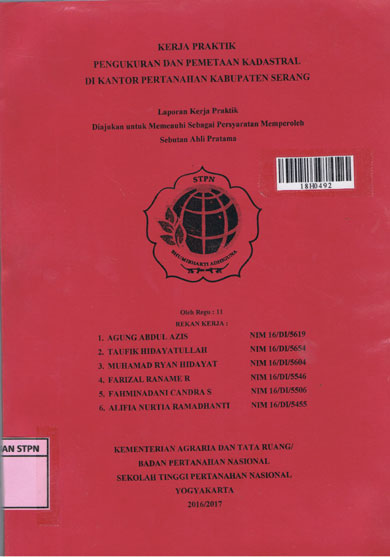 KERJA PRAKTIK
PENGUKURAN DAN PEMETAAN KADASTRAL
DI KANTOR PERTANAHAN KABUPATEN SERANG
Laporan Kerja Praktik
Diajukan untuk Memenuhi Sebagai Persyaratan Memperoleh
Sebutan Ahli Pratama
18H0492
STPN
BHUMIBHAKTI ADHIGUNA
Oleh Regu : 11
REKAN KERJA :
1. AGUNG ABDUL AZIS NIM 16/DI/5619
2. TAUFIK HIDAYATULLAH NIM 16/DI/5654
3. MUHAMAD RYAN HIDAYAT NIM 16/DI/5604
4. FARIZAL RANAME R NIM 16/DI/5546
5. FAHMINADANI CANDRA S NIM 16/DI/5506
6. ALIFIA NURTIA RAMADHANTI NIM 16/DI/5455
AN STPN
KEMENTERIAN AGRARIA DAN TATA RUANG/
BADAN PERTANAHAN NASIONAL
SEKOLAH TINGGI PERTANAHAN NASIONAL
YOGYAKARTA
2016/2017